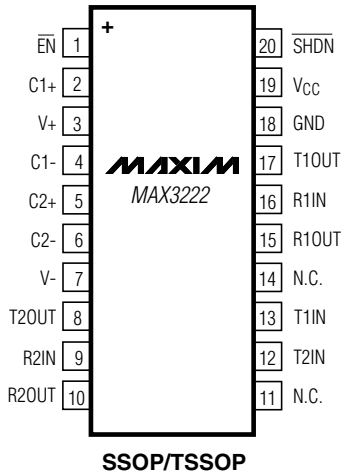 +
EN 1
C1+ 2
V+ 3
C1- 4
C2+ 5
C2- 6
V- 7
T2OUT 8
R2IN 9
R2OUT 10
MAXIM
MAX3222
20 SHDN
19 VCC
18 GND
17 T1OUT
16 R1IN
15 R1OUT
14 N.C.
13 T1IN
12 T2IN
11 N.C.
SSOP/TSSOP